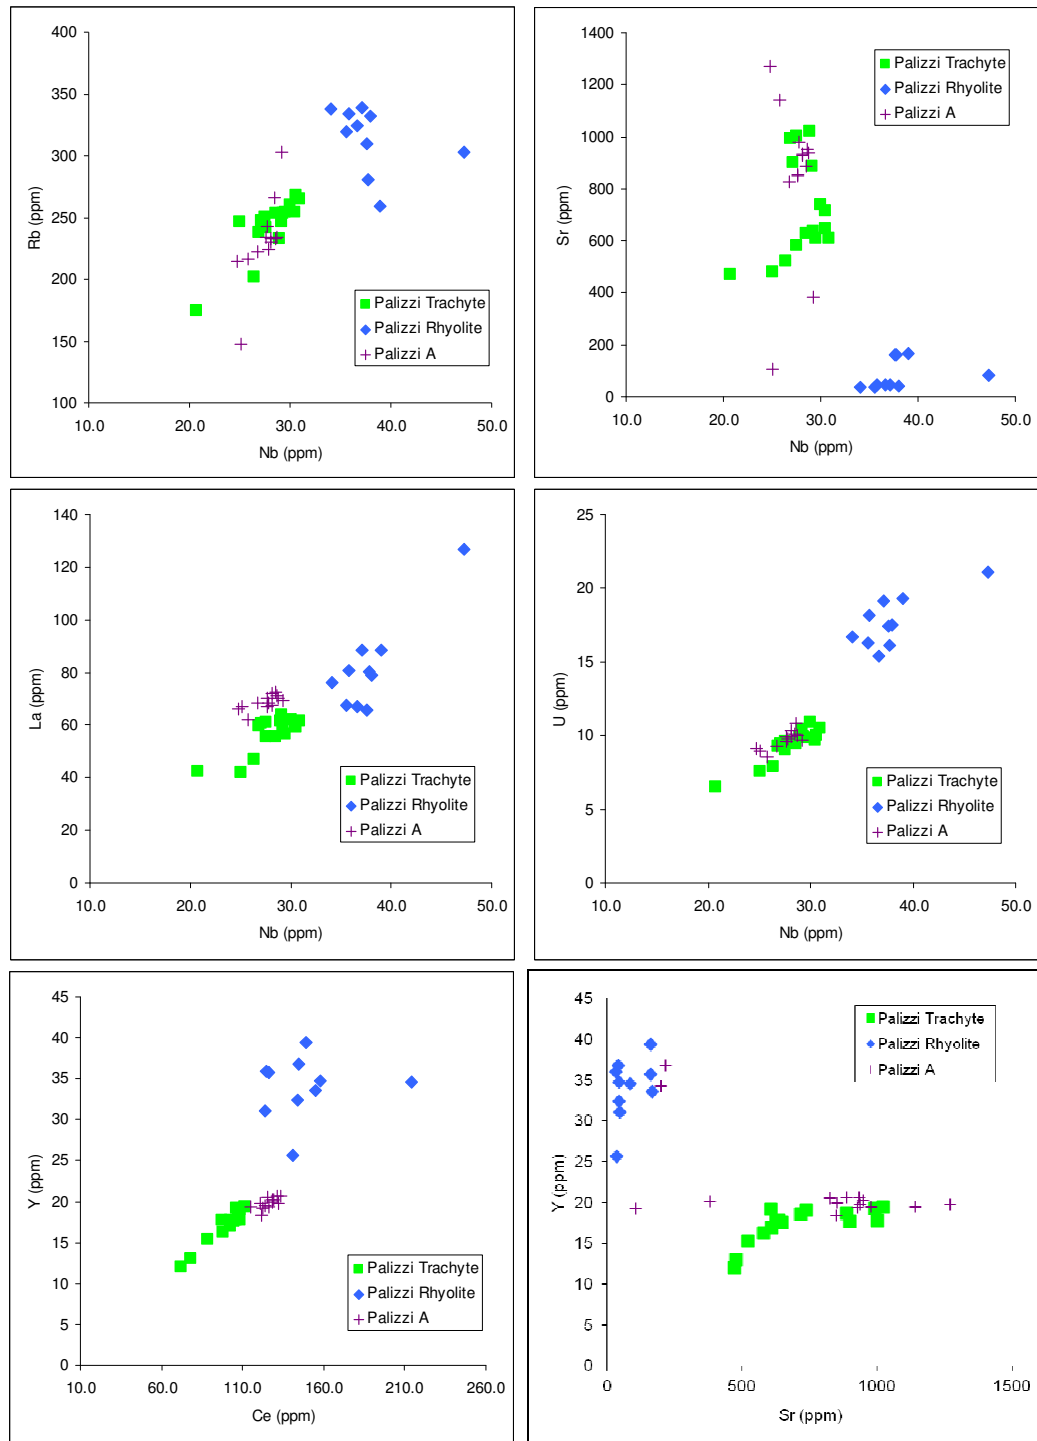 400
350
300
250
200
150
100
Rb (ppm)
10.0 20.0 30.0 40.0 50.0
Nb (ppm)
Palizzi Trachyte
Palizzi Rhyolite
Palizzi A
1400
1200
1000
800
600
400
200
0
Sr (ppm)
10.0 20.0 30.0 40.0 50.0
Nb (ppm)
Palizzi Trachyte
Palizzi Rhyolite
Palizzi A
140
120
100
80
60
40
20
0
La (ppm)
10.0 20.0 30.0 40.0 50.0
Nb (ppm)
Palizzi Trachyte
Palizzi Rhyolite
Palizzi A
25
20
15
10
5
0
U (ppm)
10.0 20.0 30.0 40.0 50.0
Nb (ppm)
Palizzi Trachyte
Palizzi Rhyolite
Palizzi A
45
40
35
30
25
20
15
10
5
0
Y (ppm)
10.0 60.0 110.0 160.0 210.0 260.0
Ce (ppm)
Palizzi Trachyte
Palizzi Rhyolite
Palizzi A
45
40
35
30
25
20
15
10
5
0
Y (ppm)
0 500 1000 1500
Sr (ppm)
Palizzi Trachyte
Palizzi Rhyolite
Palizzi A